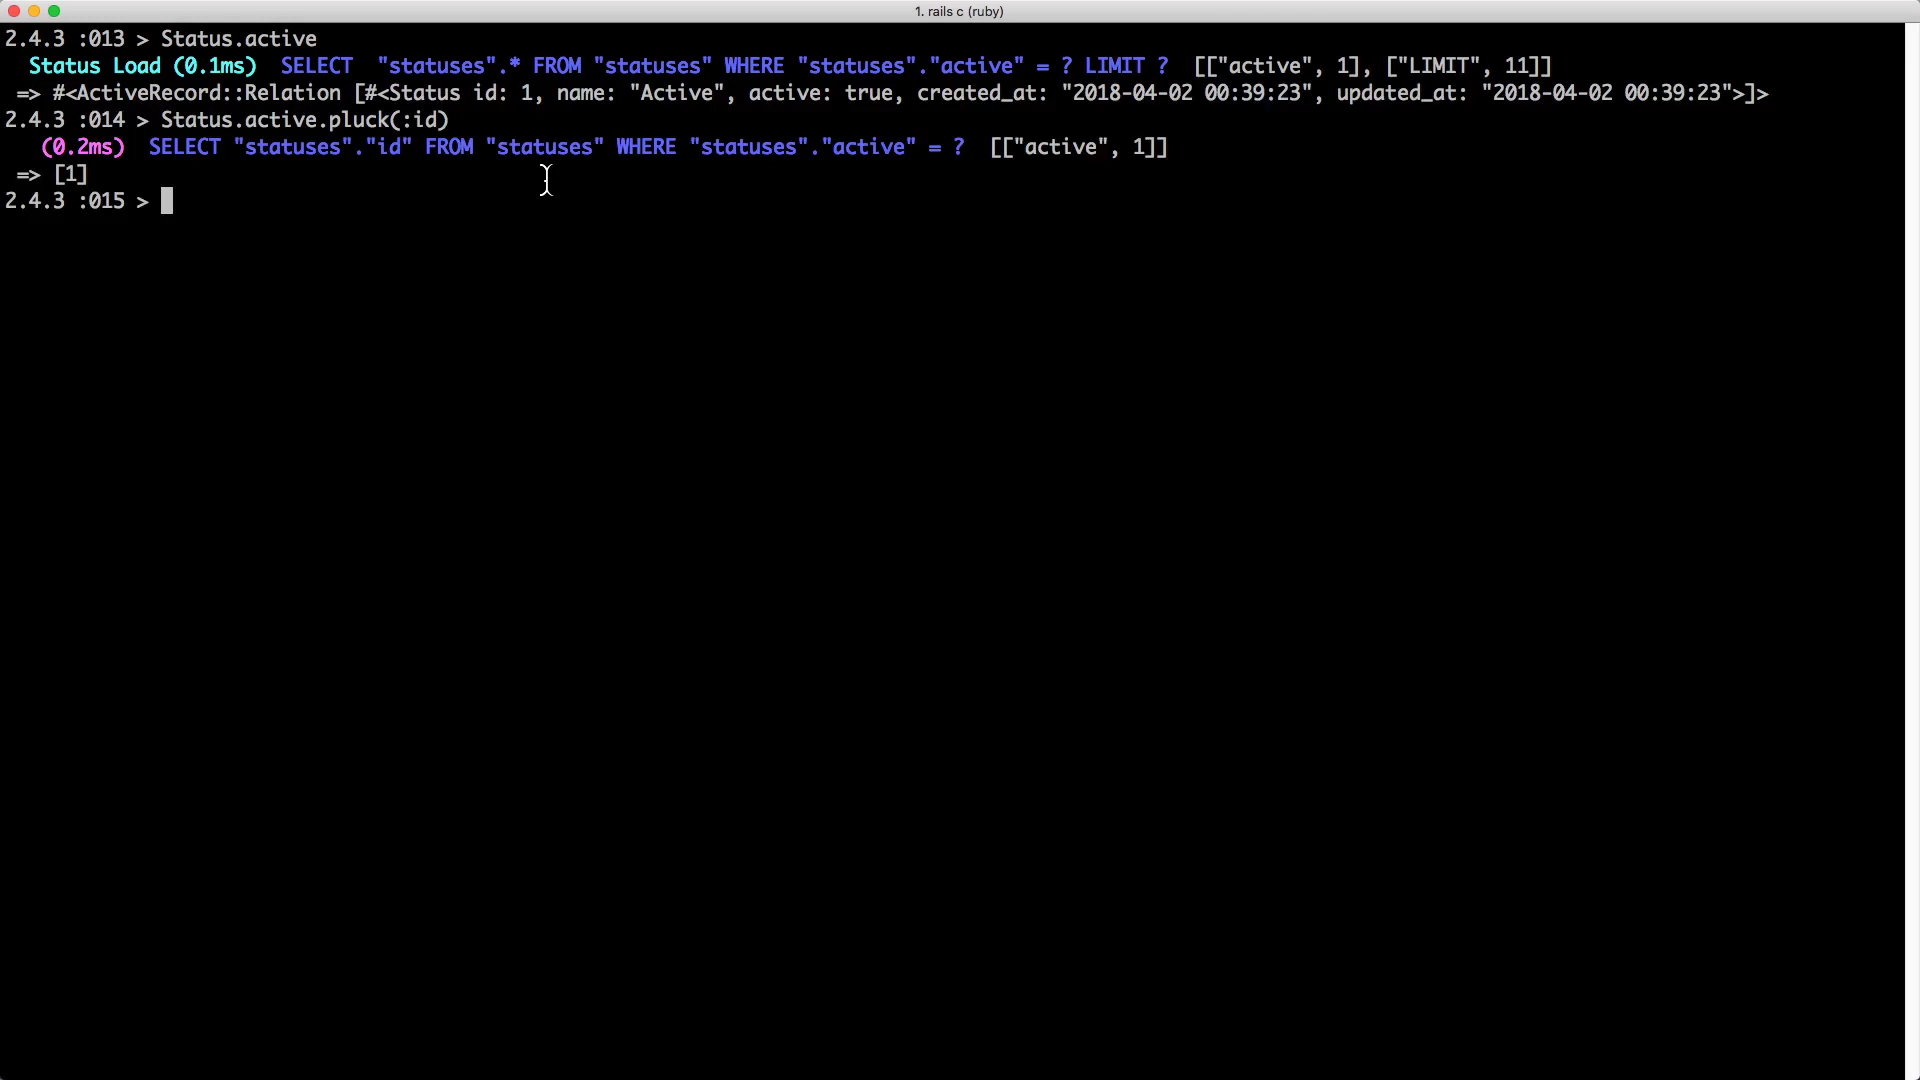 1. rails c (ruby)
2.4.3 :013 > Status.active
  Status Load (0.1ms)  SELECT  "statuses".* FROM "statuses" WHERE "statuses"."active" = ? LIMIT ?  [["active", 1], ["LIMIT", 11]]
 => #<ActiveRecord::Relation [#<Status id: 1, name: "Active", active: true, created_at: "2018-04-02 00:39:23", updated_at: "2018-04-02 00:39:23">]>
2.4.3 :014 > Status.active.pluck(:id)
   (0.2ms)  SELECT "statuses"."id" FROM "statuses" WHERE "statuses"."active" = ?  [["active", 1]]
 => [1]
2.4.3 :015 >